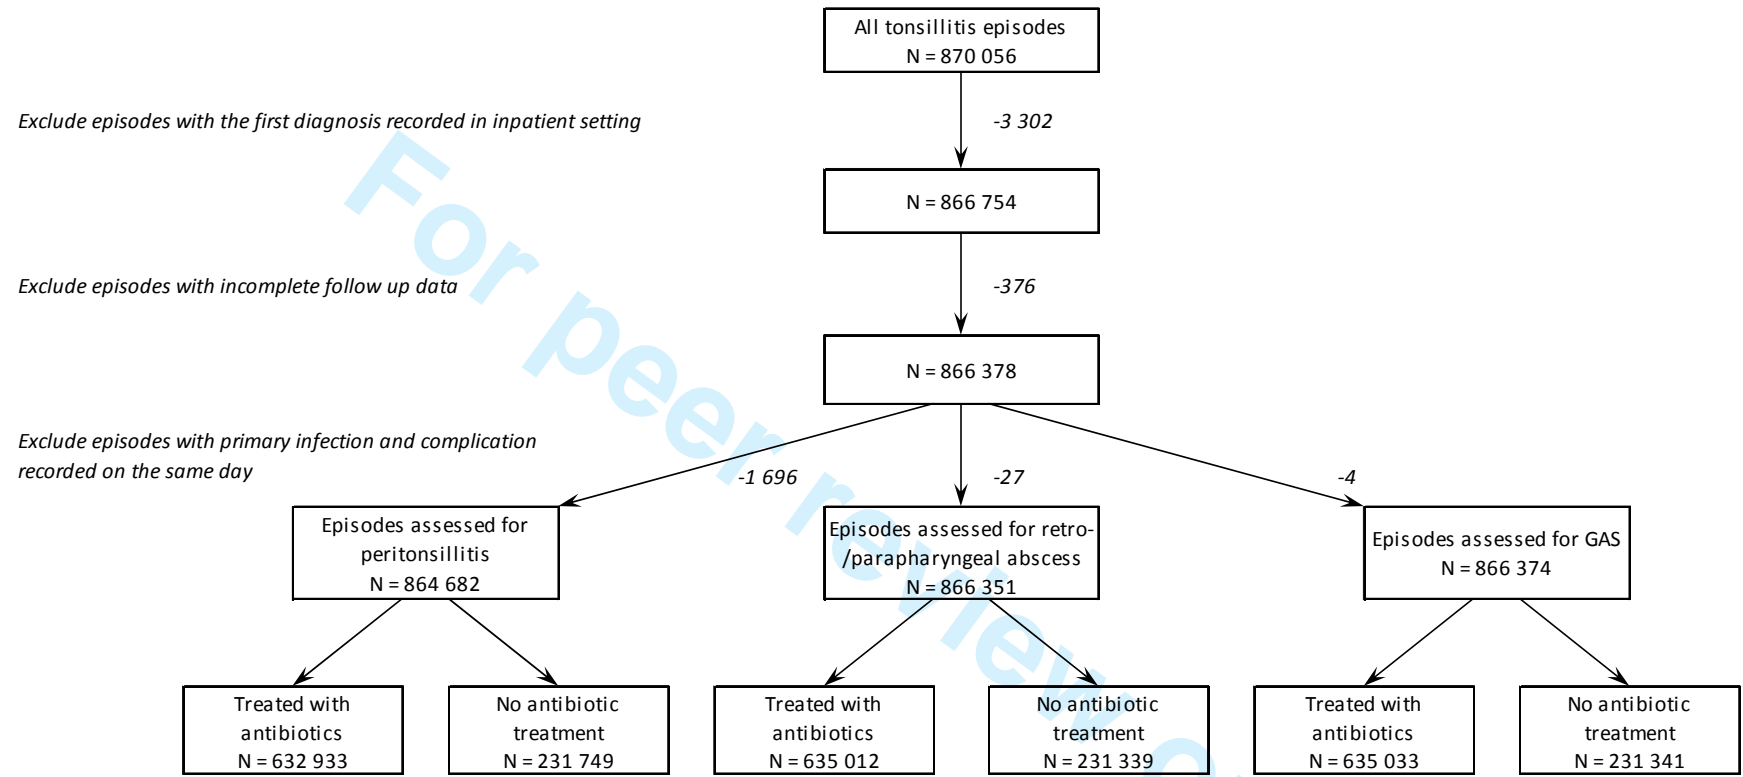 All tonsillitis episodes
N = 870 056
Exclude episodes with the first diagnosis recorded in inpatient setting
-3 302
N = 866 754
Exclude episodes with incomplete follow up data
-376
N = 866 378
Exclude episodes with primary infection and complication
recorded on the same day
-1 696
-27
-4
Episodes assessed for
peritonsillitis
N = 864 682
Episodes assessed for retro-
/parapharyngeal abscess
N = 866 351
Episodes assessed for GAS
N = 866 374
Treated with
antibiotics
N = 632 933
No antibiotic
treatment
N = 231 749
Treated with
antibiotics
N = 635 012
No antibiotic
treatment
N = 231 339
Treated with
antibiotics
N = 635 033
No antibiotic
treatment
N = 231 341
For peer review